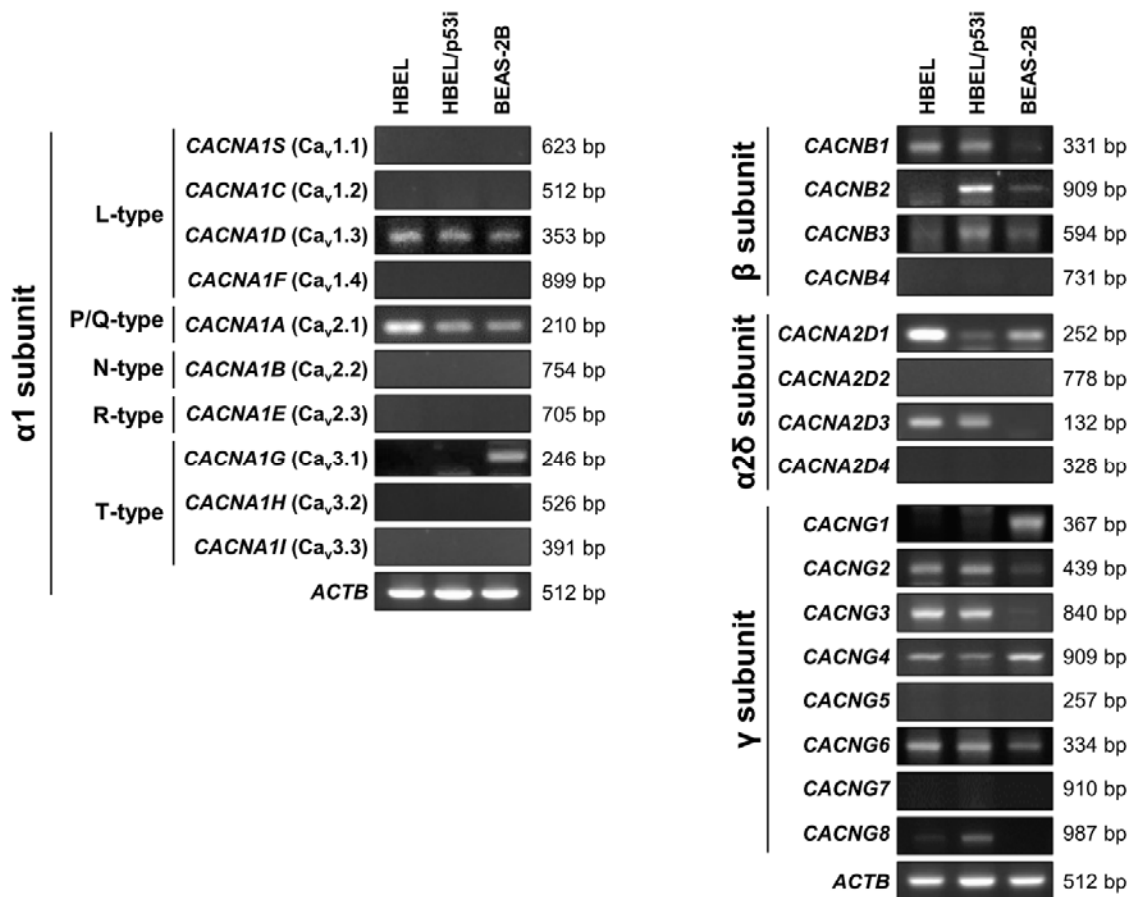 HBEL
HBEL/p53i
BEAS-2B
α1 subunit
L-type
CACNA1S (Cav1.1) 623 bp
CACNA1C (Cav1.2) 512 bp
CACNA1D (Cav1.3) 353 bp
CACNA1F (Cav1.4) 899 bp
P/Q-type CACNA1A (Cav2.1) 210 bp
N-type CACNA1B (Cav2.2) 754 bp
R-type CACNA1E (Cav2.3) 705 bp
T-type
CACNA1G (Cav3.1) 246 bp
CACNA1H (Cav3.2) 526 bp
CACNA1I (Cav3.3) 391 bp
ACTB 512 bp
HBEL
HBEL/p53i
BEAS-2B
β subunit
CACNB1 331 bp
CACNB2 909 bp
CACNB3 594 bp
CACNB4 731 bp
α2δ subunit
CACNA2D1 252 bp
CACNA2D2 778 bp
CACNA2D3 132 bp
CACNA2D4 328 bp
γ subunit
CACNG1 367 bp
CACNG2 439 bp
CACNG3 840 bp
CACNG4 909 bp
CACNG5 257 bp
CACNG6 334 bp
CACNG7 910 bp
CACNG8 987 bp
ACTB 512 bp